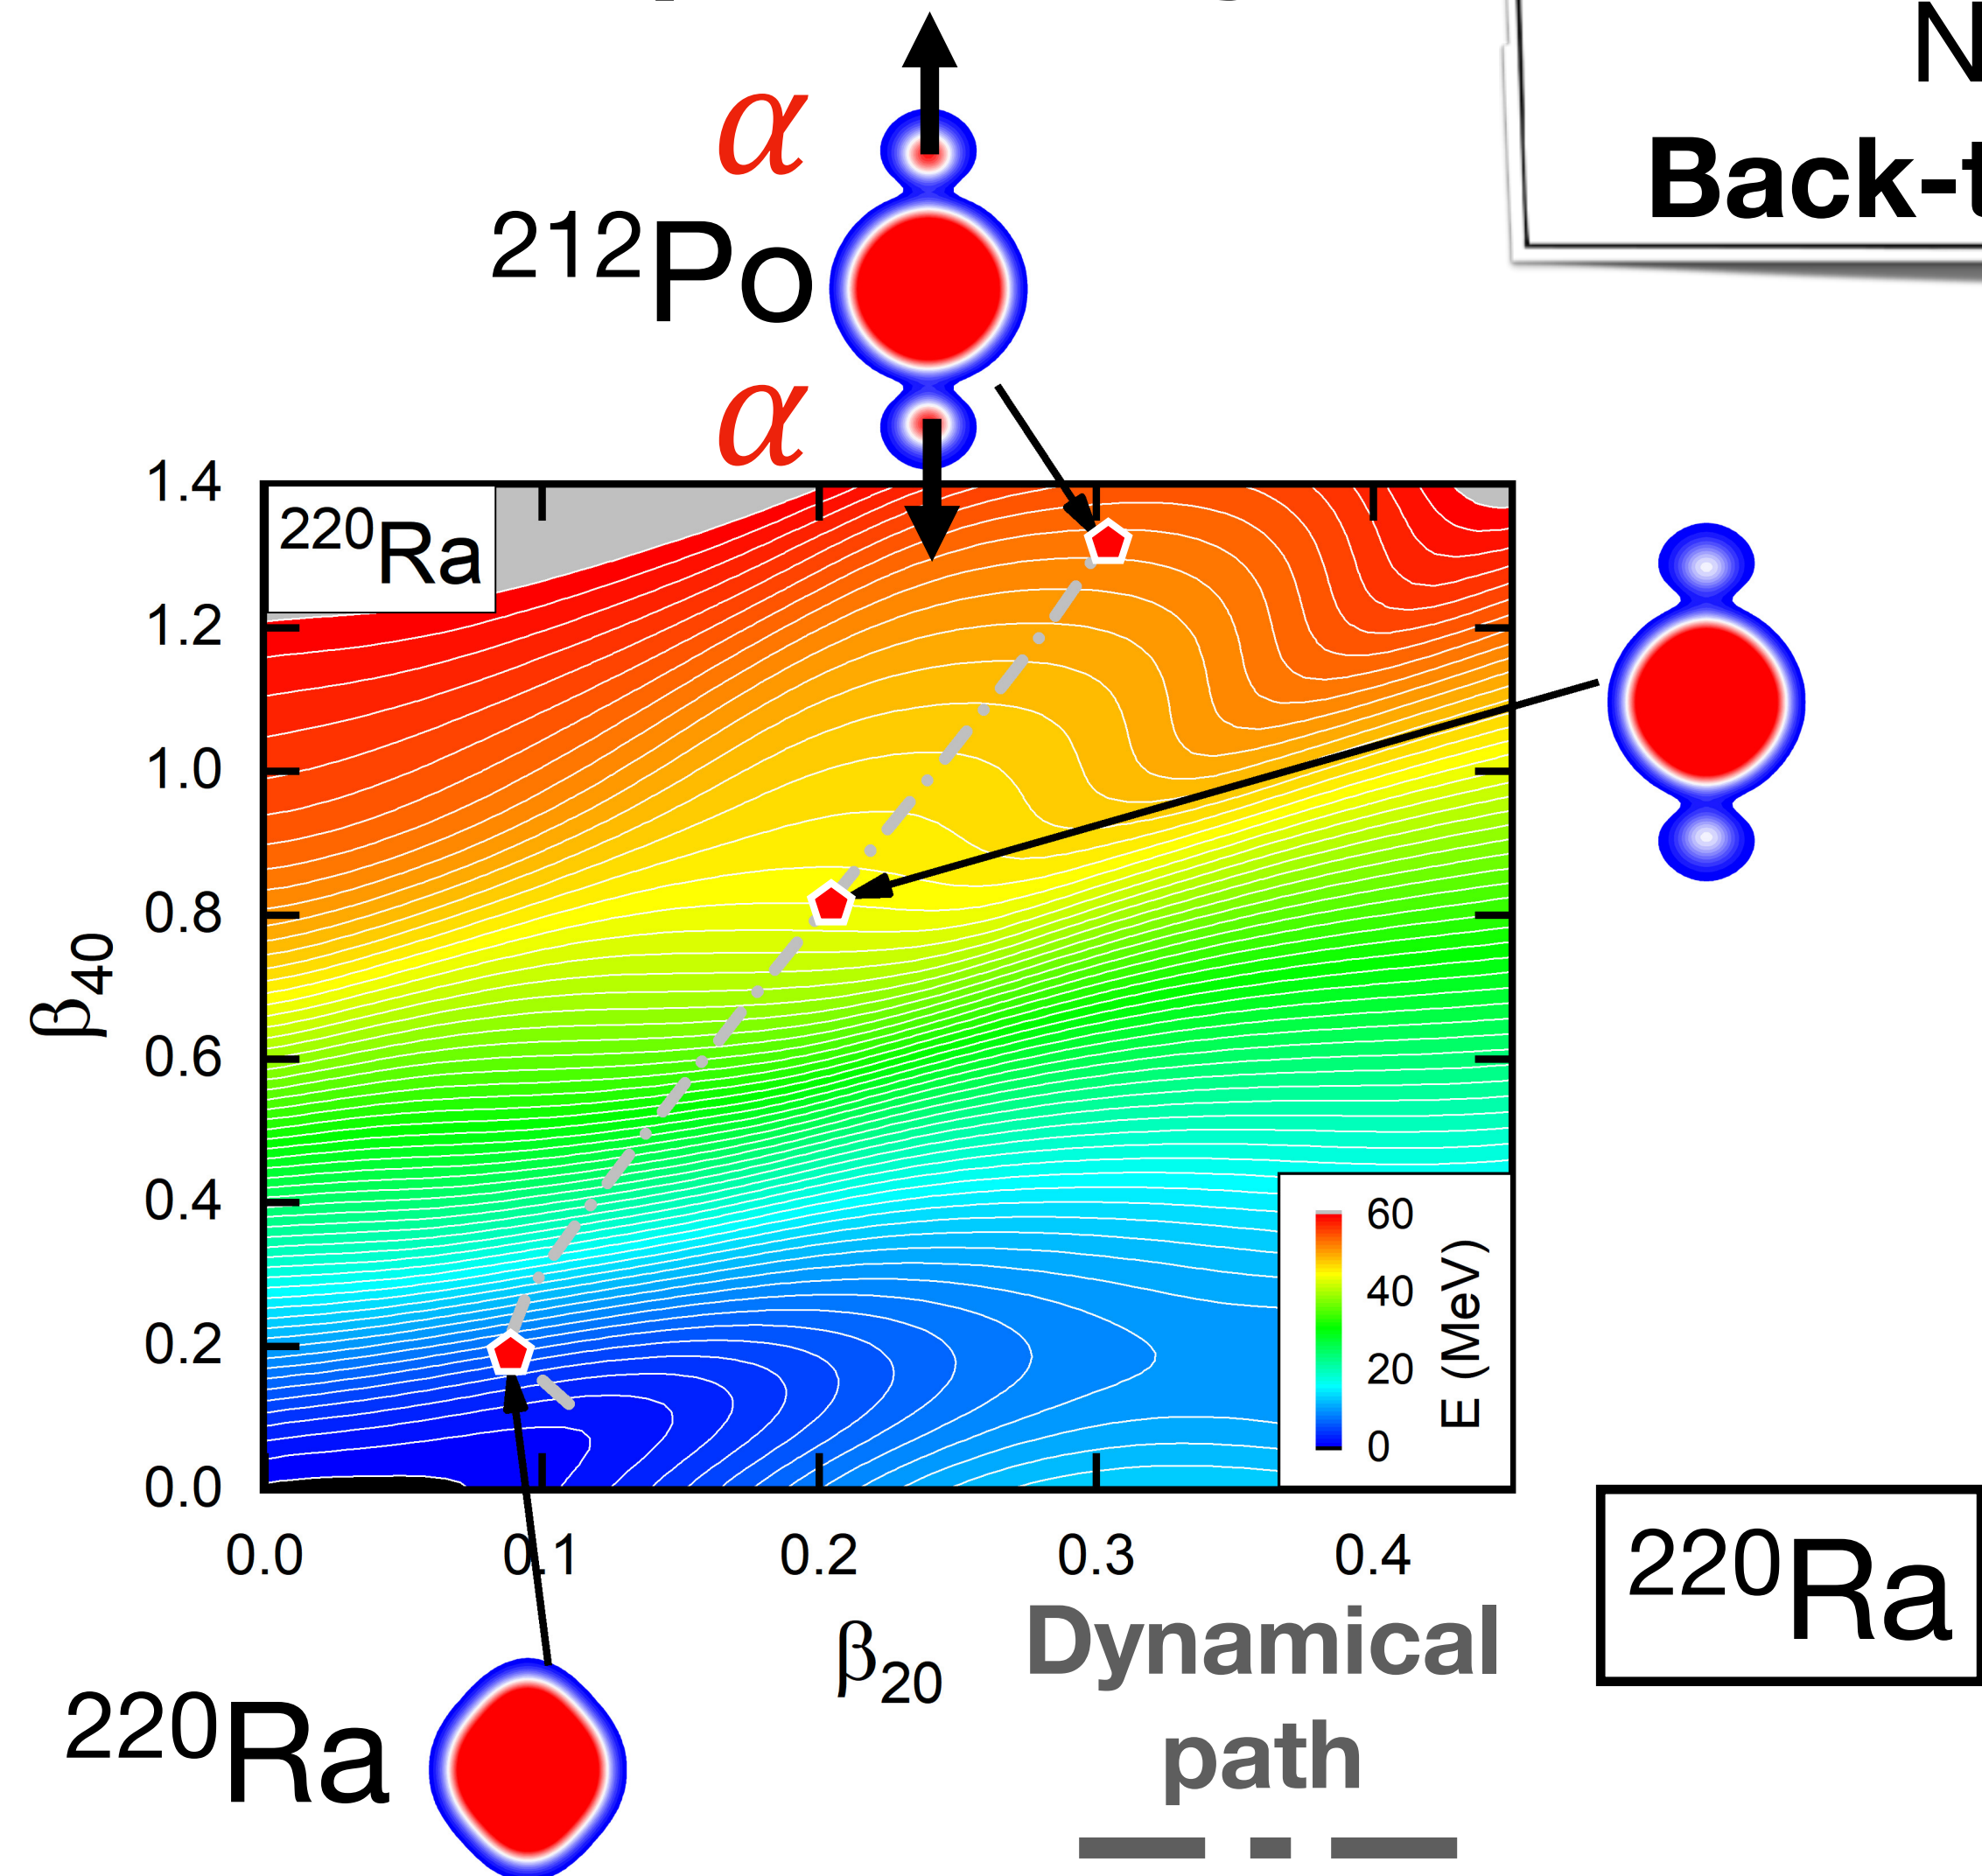 N
Back-t
α
²¹²Po
α
²²⁰Ra
1.4
1.2
1.0
0.8
0.6
0.4
0.2
0.0
β₄₀
60
40
20
0
E (MeV)
0.0 0.1 0.2 0.3 0.4
β₂₀
Dynamical
path
²²⁰Ra
²²⁰Ra